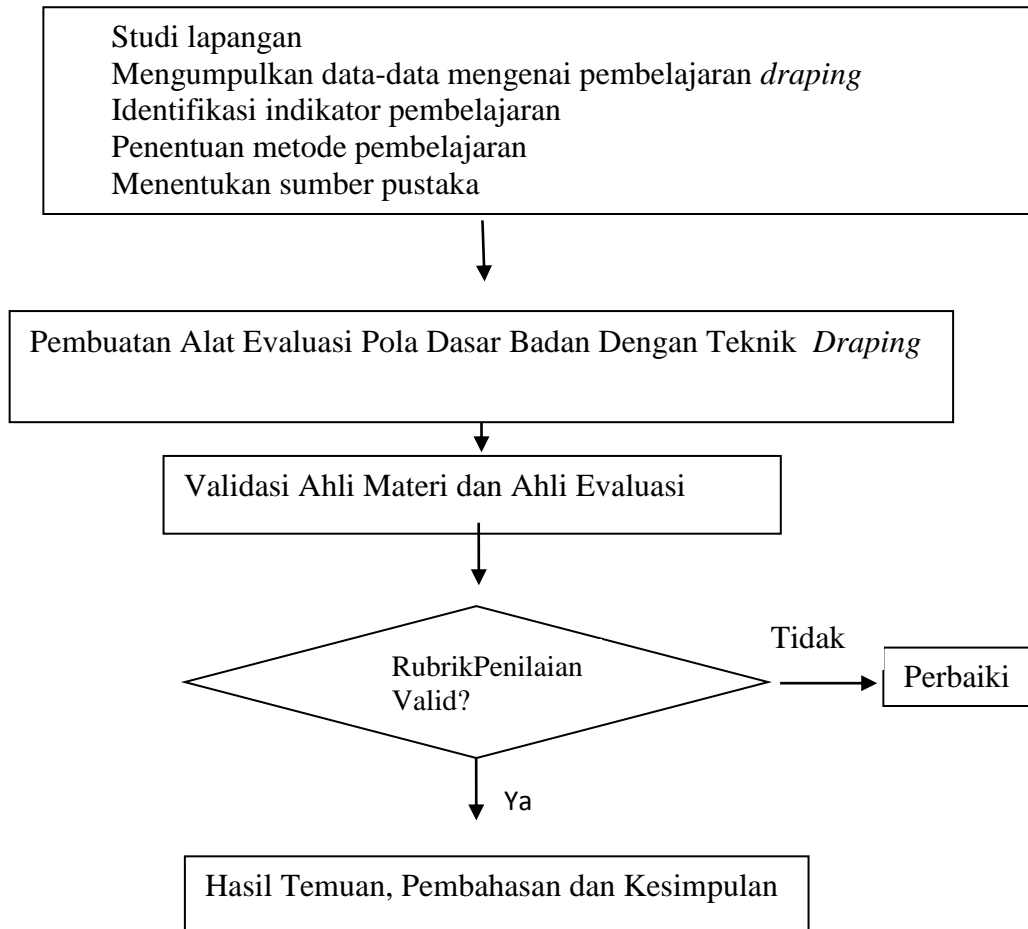 Studi lapangan
Mengumpulkan data-data mengenai pembelajaran draping
Identifikasi indikator pembelajaran
Penentuan metode pembelajaran
Menentukan sumber pustaka
Pembuatan Alat Evaluasi Pola Dasar Badan Dengan Teknik Draping
Validasi Ahli Materi dan Ahli Evaluasi
RubrikPenilaian
Valid?
Tidak
Perbaiki
Ya
Hasil Temuan, Pembahasan dan Kesimpulan